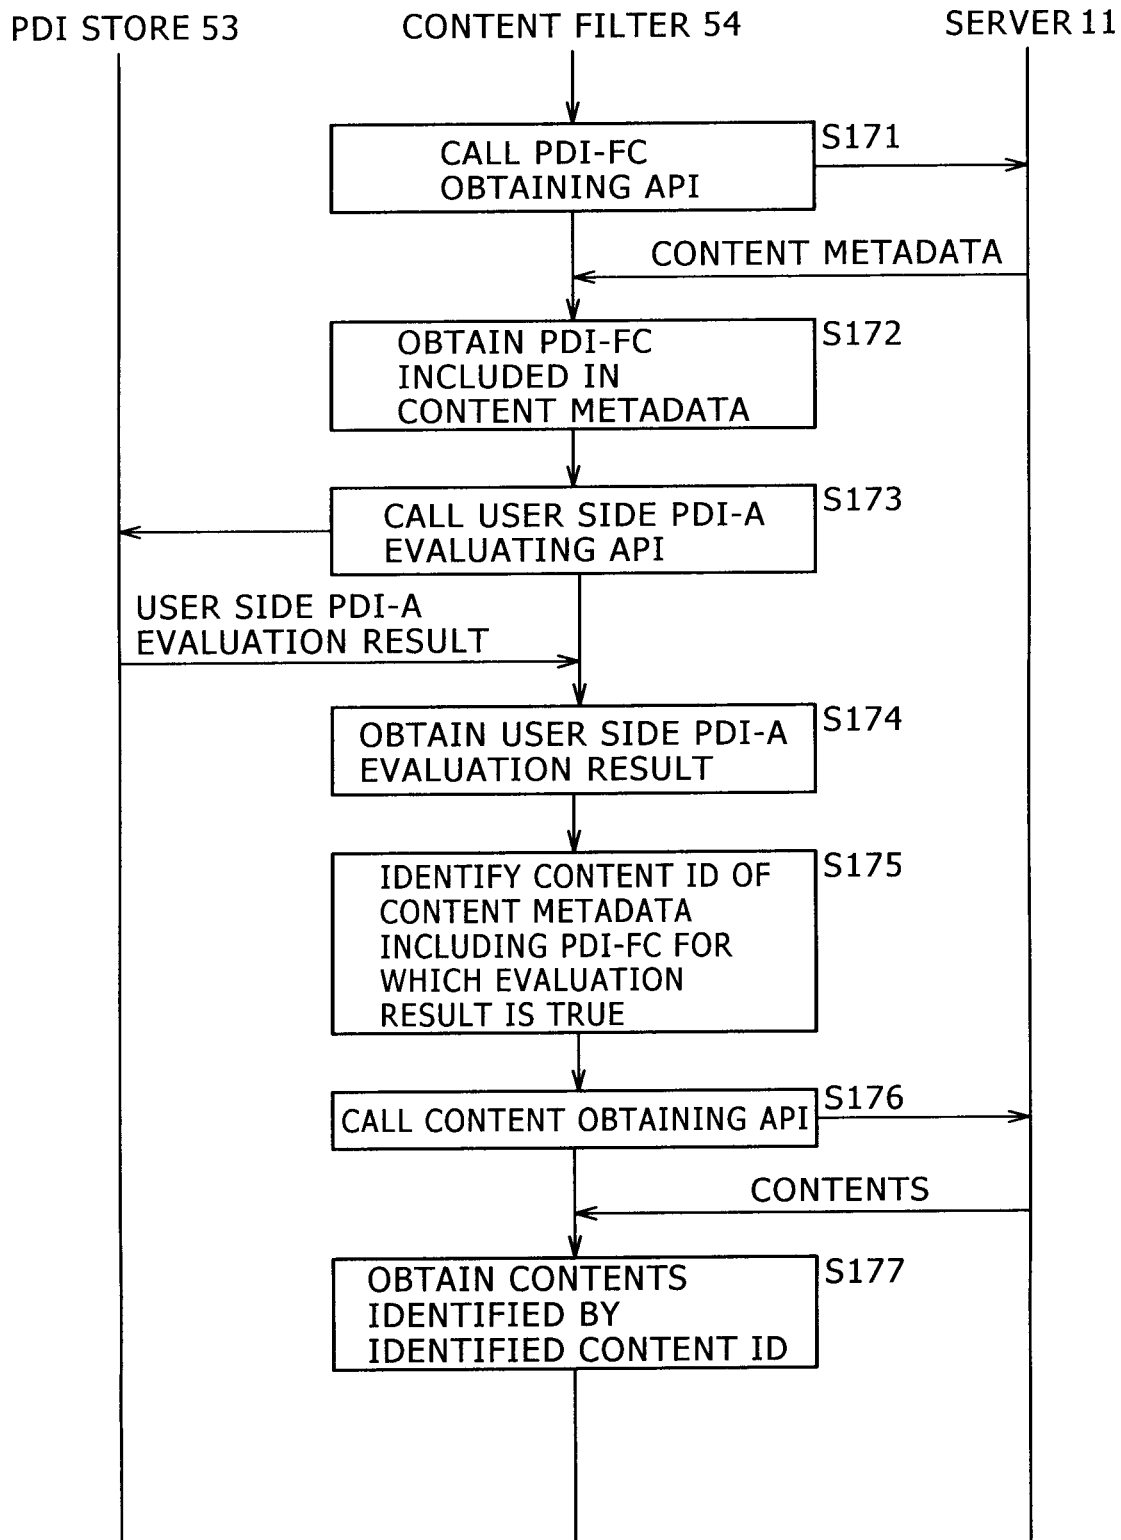 PDI STORE 53
CONTENT FILTER 54
SERVER 11
CALL PDI-FC
OBTAINING API
S171
CONTENT METADATA
OBTAIN PDI-FC
INCLUDED IN
CONTENT METADATA
S172
CALL USER SIDE PDI-A
EVALUATING API
S173
USER SIDE PDI-A
EVALUATION RESULT
OBTAIN USER SIDE PDI-A
EVALUATION RESULT
S174
IDENTIFY CONTENT ID OF
CONTENT METADATA
INCLUDING PDI-FC FOR
WHICH EVALUATION
RESULT IS TRUE
S175
CALL CONTENT OBTAINING API
S176
CONTENTS
OBTAIN CONTENTS
IDENTIFIED BY
IDENTIFIED CONTENT ID
S177